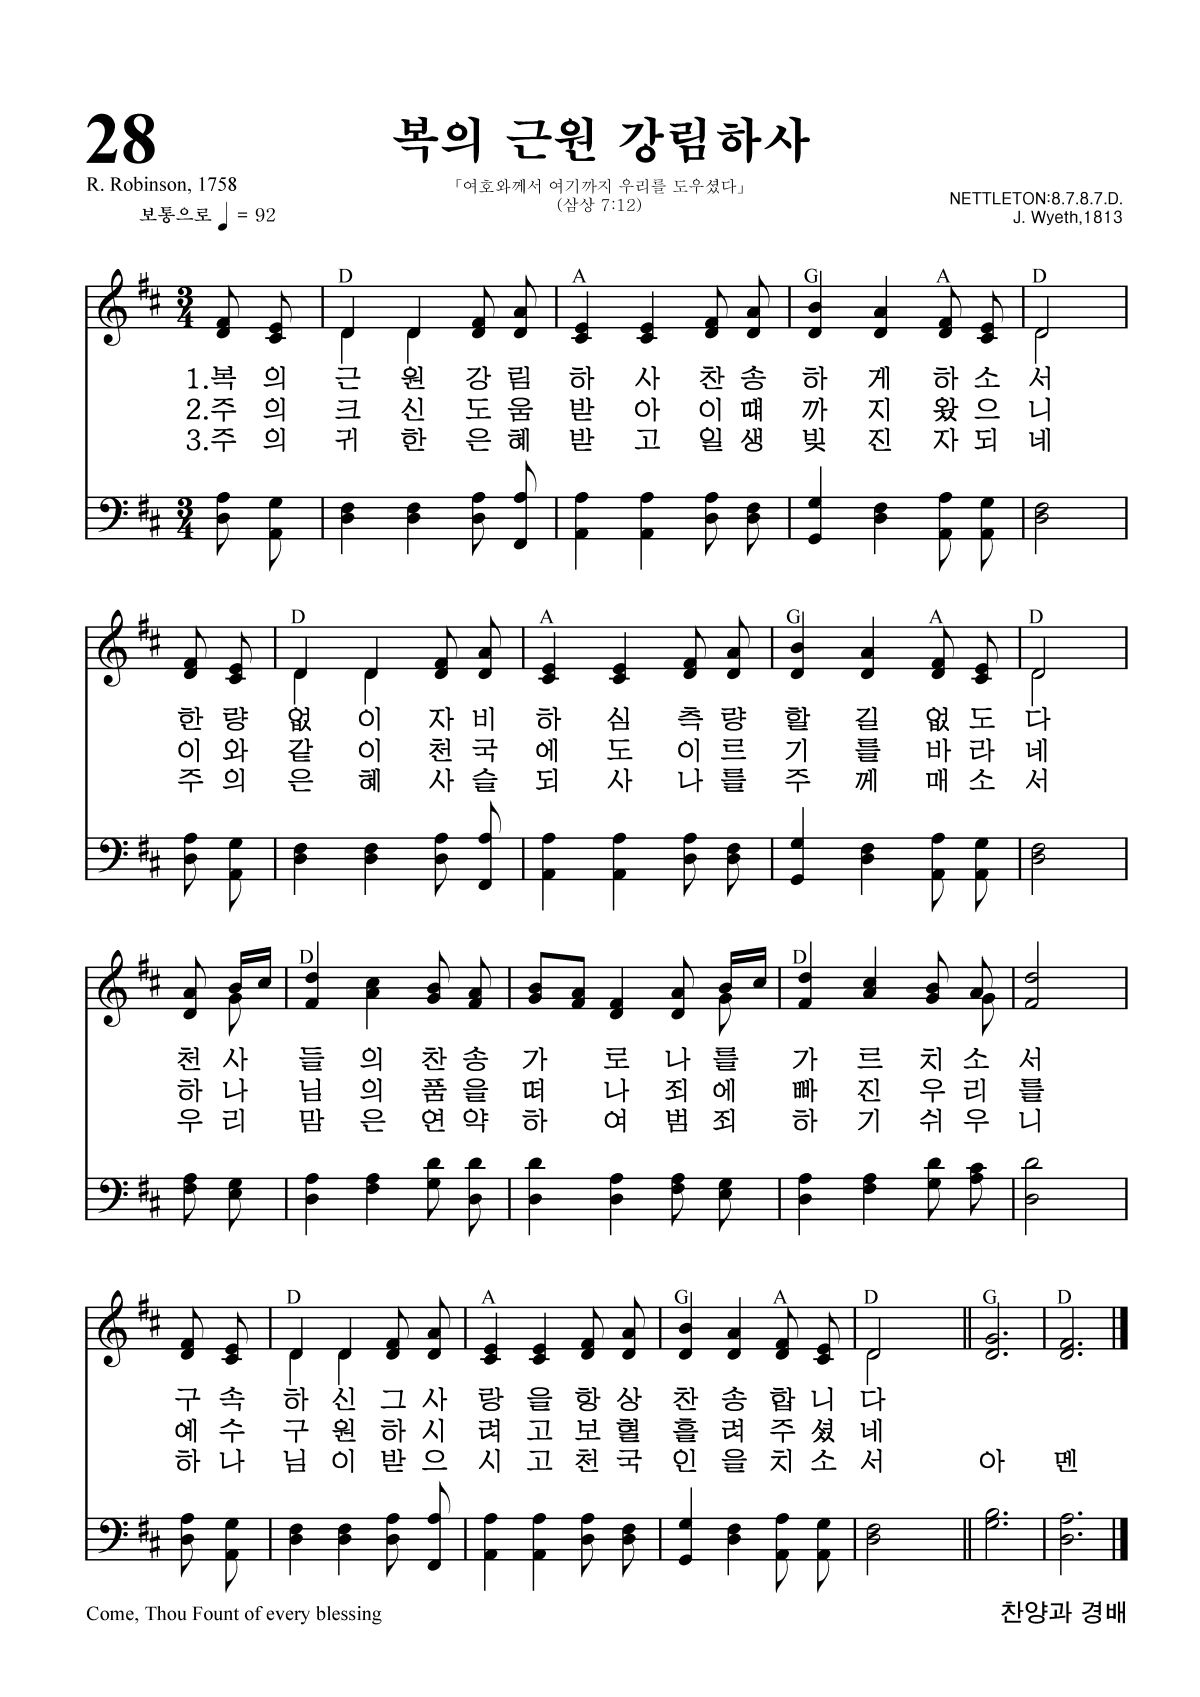 28
복의 근원 강림하사
R. Robinson, 1758
「여호와께서 여기까지 우리를 도우셨다」
(삼상 7:12)
보통으로 ♩ = 92
NETTLETON:8.7.8.7.D.
J. Wyeth,1813
D A G A D
3 4
1.복 의 근 원 강 림 하 사 찬 송 하 게 하 소 서
2.주 의 크 신 도 움 받 아 이 떄 까 지 왔 으 니
3.주 의 귀 한 은 혜 받 고 일 생 빚 진 자 되 네
3 4
D A G A D
한 량 없 이 자 비 하 심 측 량 할 길 없 도 다
이 와 같 이 천 국 에 도 이 르 기 를 바 라 네
주 의 은 혜 사 슬 되 사 나 를 주 께 매 소 서
D D
천 사 들 의 찬 송 가 로 나 를 가 르 치 소 서
하 나 님 의 품 을 떠 나 죄 에 빠 진 우 리 를
우 리 맘 은 연 약 하 여 범 죄 하 기 쉬 우 니
D A G A D G D
구 속 하 신 그 사 랑 을 항 상 찬 송 합 니 다
예 수 구 원 하 시 려 고 보 혈 흘 려 주 셨 네
하 나 님 이 받 으 시 고 천 국 인 을 치 소 서 아 멘
Come, Thou Fount of every blessing
찬양과 경배